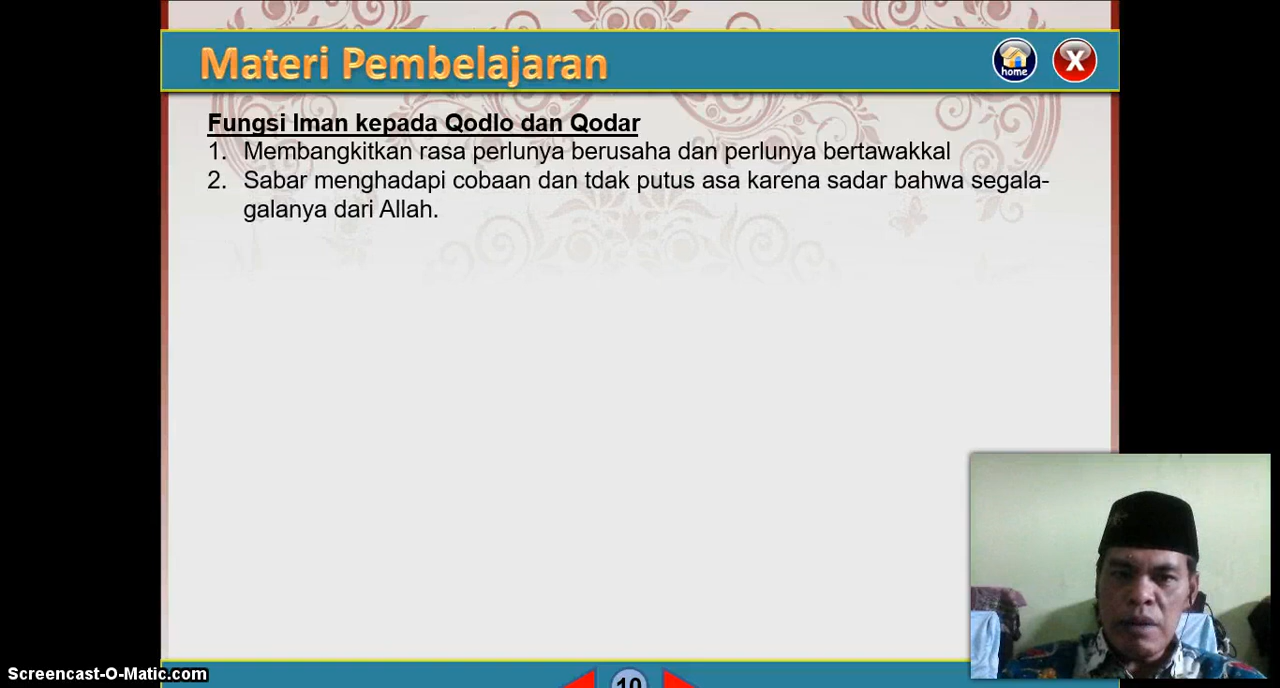 Materi Pembelajaran
home
X
Fungsi Iman kepada Qodlo dan Qodar
1. Membangkitkan rasa perlunya berusaha dan perlunya bertawakkal
2. Sabar menghadapi cobaan dan tdak putus asa karena sadar bahwa segala-
galanya dari Allah.
10
Screencast-O-Matic.com